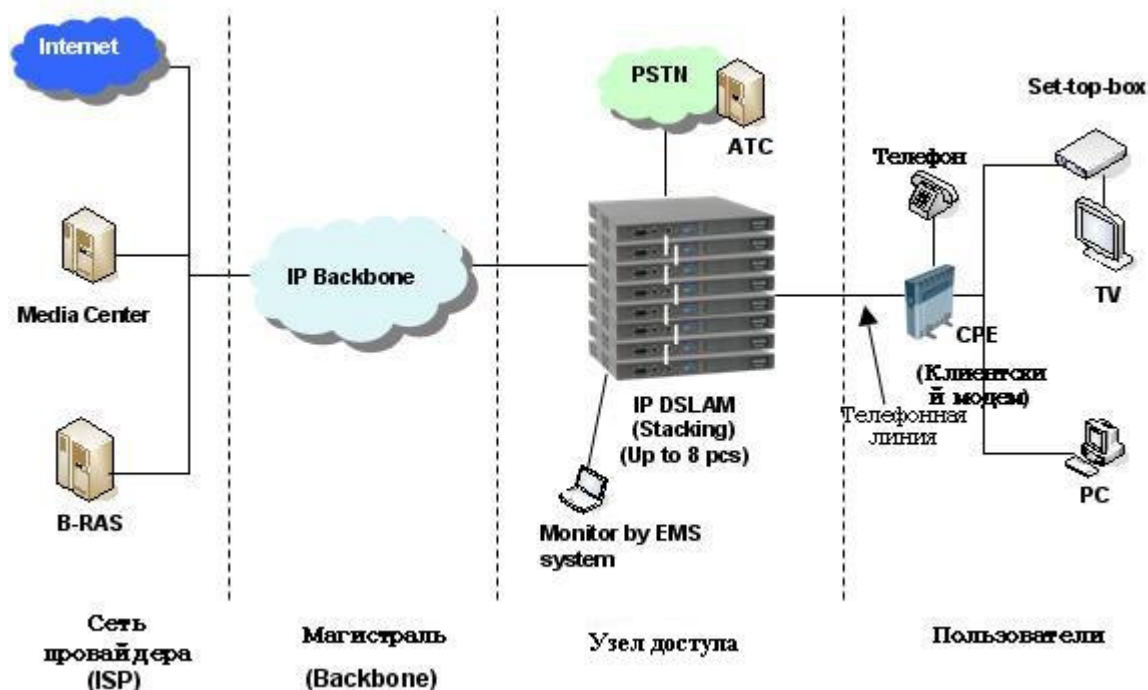 Internet
PSTN
ATC
Set-top-box
Телефон
IP Backbone
Media Center
TV
CPE
(Клиентски
й модем)
IP DSLAM
(Stacking)
(Up to 8 pcs)
Телефонная
линия
B-RAS
PC
Monitor by EMS
system
Сеть
провайдера
(ISP)
Магистраль
(Backbone)
Узел доступа
Пользователи